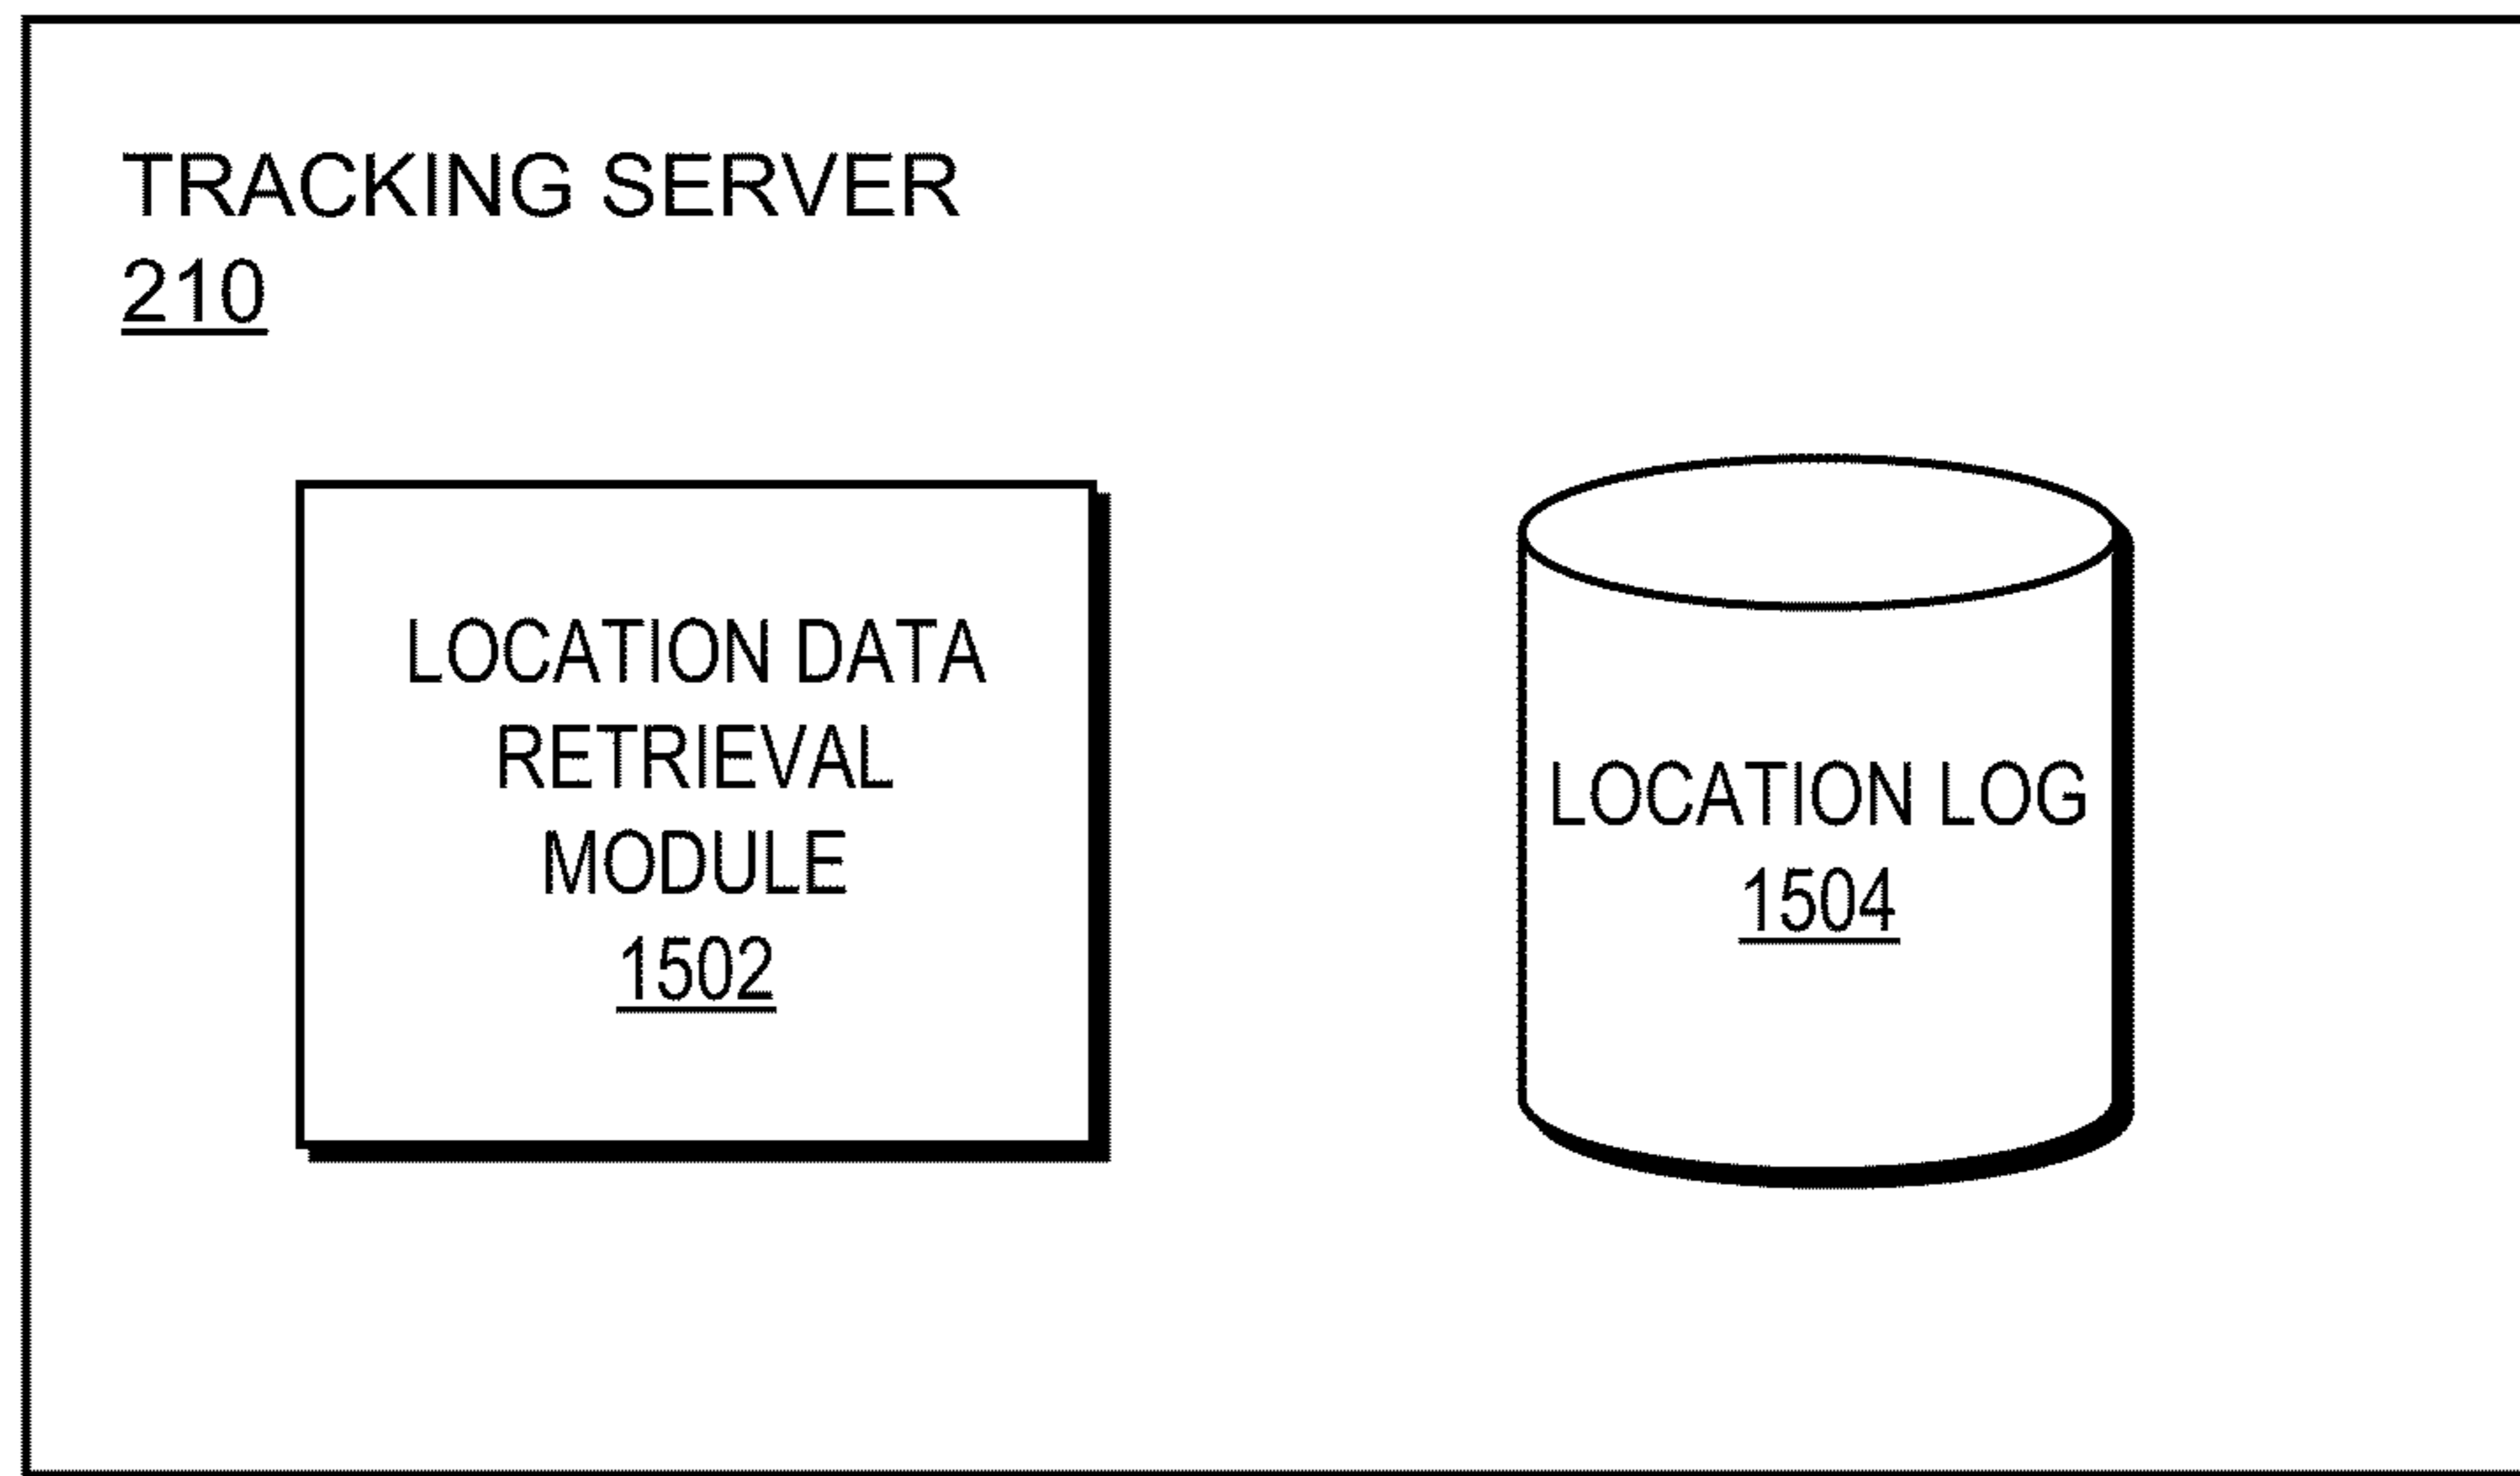 TRACKING SERVER
210
LOCATION DATA
RETRIEVAL
MODULE
1502
LOCATION LOG
1504